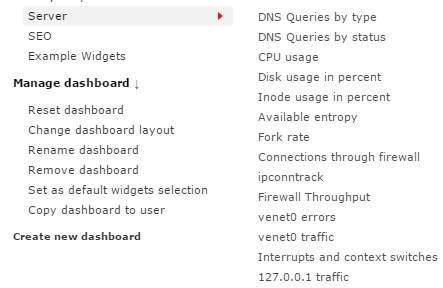 Server
SEO
Example Widgets
Manage dashboard ↓
Reset dashboard
Change dashboard layout
Rename dashboard
Remove dashboard
Set as default widgets selection
Copy dashboard to user
Create new dashboard
DNS Queries by type
DNS Queries by status
CPU usage
Disk usage in percent
Inode usage in percent
Available entropy
Fork rate
Connections through firewall
ipconntrack
Firewall Throughput
venet0 errors
venet0 traffic
Interrupts and context switches
127.0.0.1 traffic